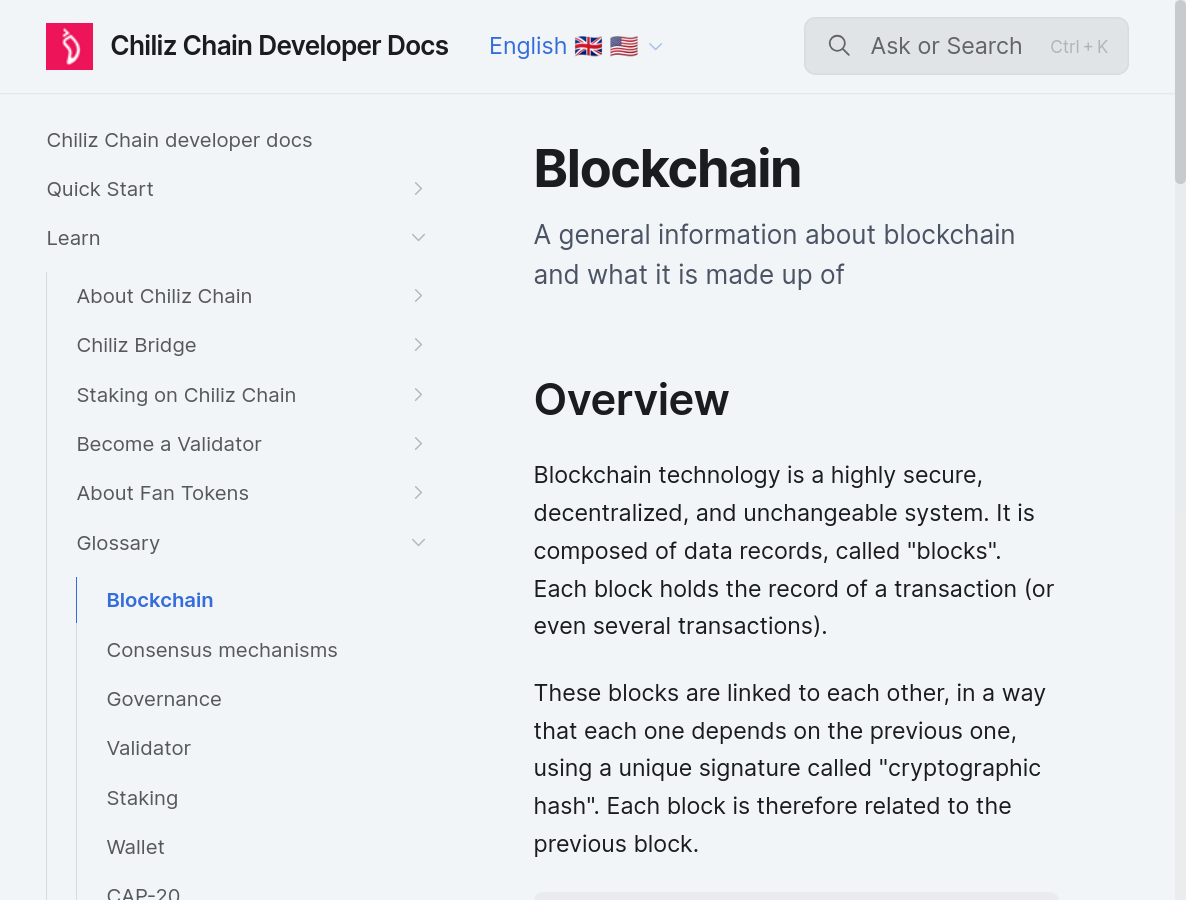 Chiliz Chain Developer Docs
English 🇬🇧 🇺🇸
Ask or Search Ctrl + K
Chiliz Chain developer docs
Quick Start
Learn
About Chiliz Chain
Chiliz Bridge
Staking on Chiliz Chain
Become a Validator
About Fan Tokens
Glossary
Blockchain
Consensus mechanisms
Governance
Validator
Staking
Wallet
CAP-20
Blockchain
A general information about blockchain
and what it is made up of
Overview
Blockchain technology is a highly secure,
decentralized, and unchangeable system. It is
composed of data records, called "blocks".
Each block holds the record of a transaction (or
even several transactions).
These blocks are linked to each other, in a way
that each one depends on the previous one,
using a unique signature called "cryptographic
hash". Each block is therefore related to the
previous block.